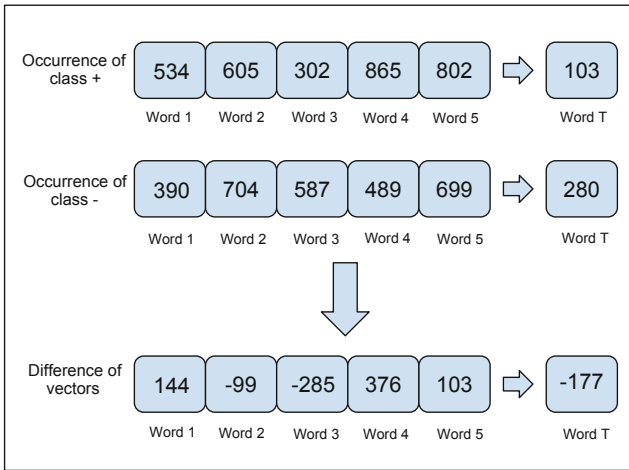 Occurrence of
class +
534 605 302 865 802 103
Word 1 Word 2 Word 3 Word 4 Word 5 Word T
Occurrence of
class -
390 704 587 489 699 280
Word 1 Word 2 Word 3 Word 4 Word 5 Word T
Difference of
vectors
144 -99 -285 376 103 -177
Word 1 Word 2 Word 3 Word 4 Word 5 Word T